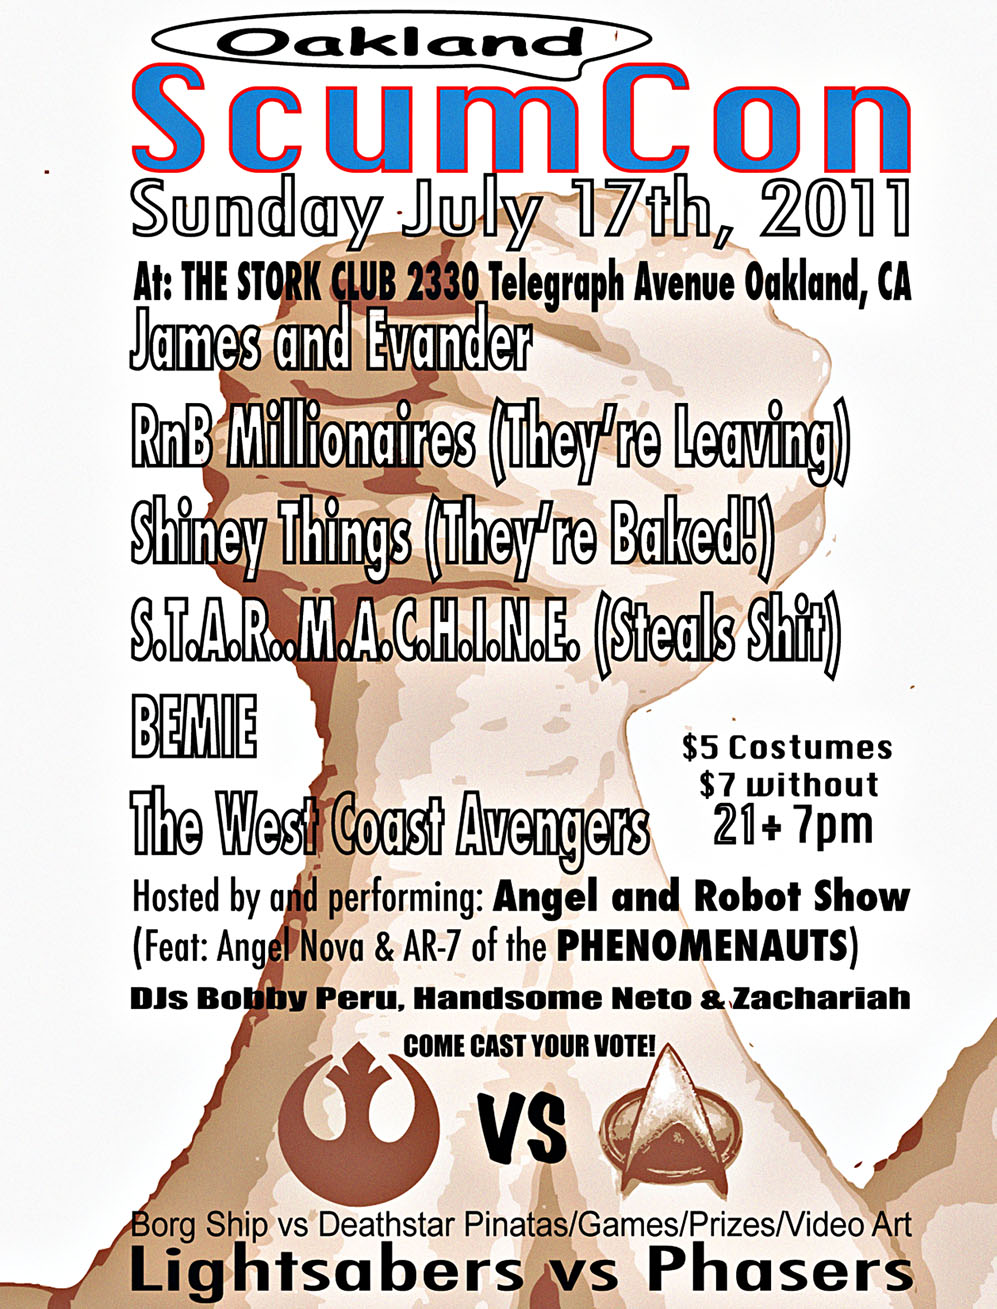 Oakland
ScumCon
Sunday July 17th, 2011
At: THE STORK CLUB 2330 Telegraph Avenue Oakland, CA
James and Evander
RnB Millionaires (They're Leaving)
Shiney Things (They're Baked!)
S.T.A.R..M.A.C.H.I.N.E. (Steals Shit)
BEMIE
The West Coast Avengers
$5 Costumes
$7 without
21+ 7pm
Hosted by and performing: Angel and Robot Show
(Feat: Angel Nova & AR-7 of the PHENOMENAUTS)
DJs Bobby Peru, Handsome Neto & Zachariah
COME CAST YOUR VOTE!
VS
Borg Ship vs Deathstar Pinatas/Games/Prizes/Video Art
Lightsabers vs Phasers